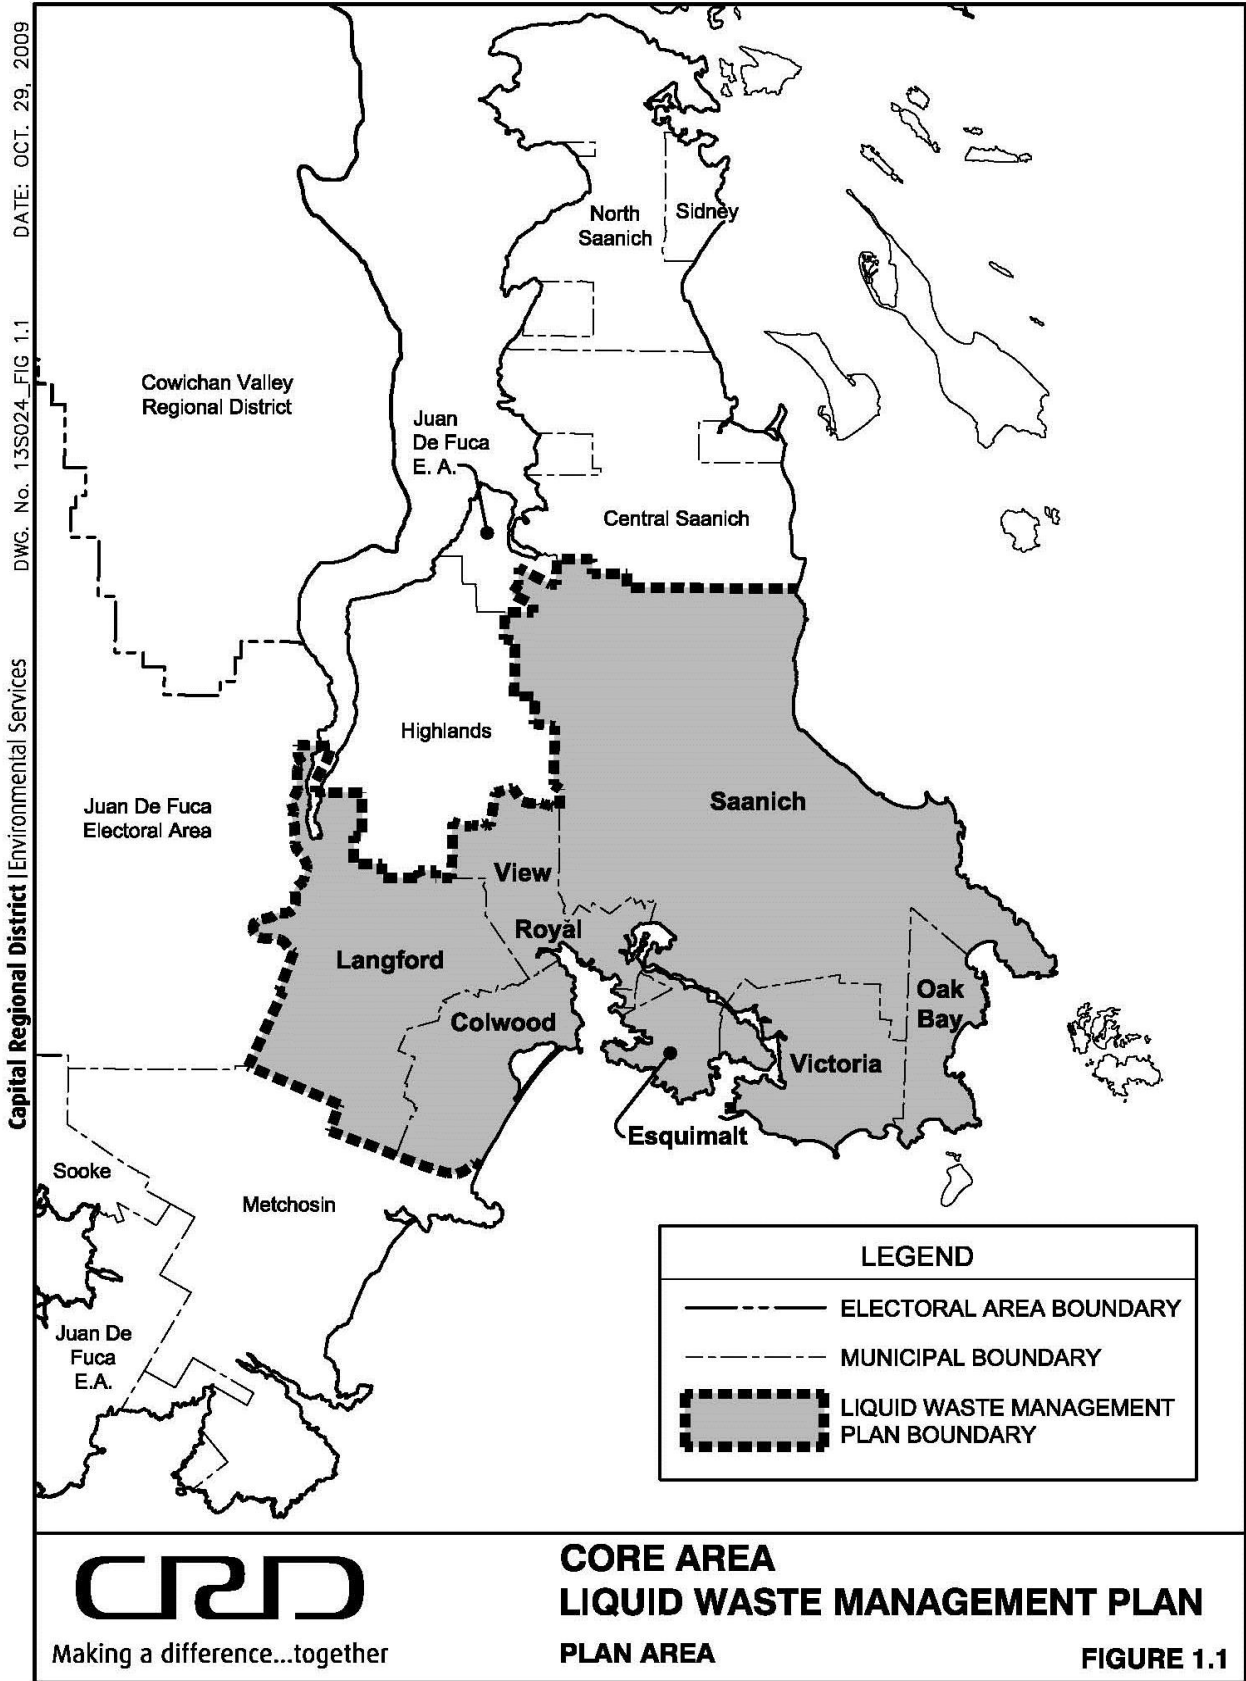 DWG. No. 13S024_FIG 1.1 DATE: OCT. 29, 2009
Capital Regional District | Environmental Services
North
Saanich
Sidney
Cowichan Valley
Regional District
Juan
De Fuca
E. A.
Central Saanich
Highlands
Juan De Fuca
Electoral Area
Saanich
View
Royal
Langford
Oak
Bay
Colwood
Victoria
Esquimalt
Sooke
Metchosin
Juan De
Fuca
E.A.
LEGEND
ELECTORAL AREA BOUNDARY
MUNICIPAL BOUNDARY
LIQUID WASTE MANAGEMENT
PLAN BOUNDARY
CRD
Making a difference...together
CORE AREA
LIQUID WASTE MANAGEMENT PLAN
PLAN AREA
FIGURE 1.1